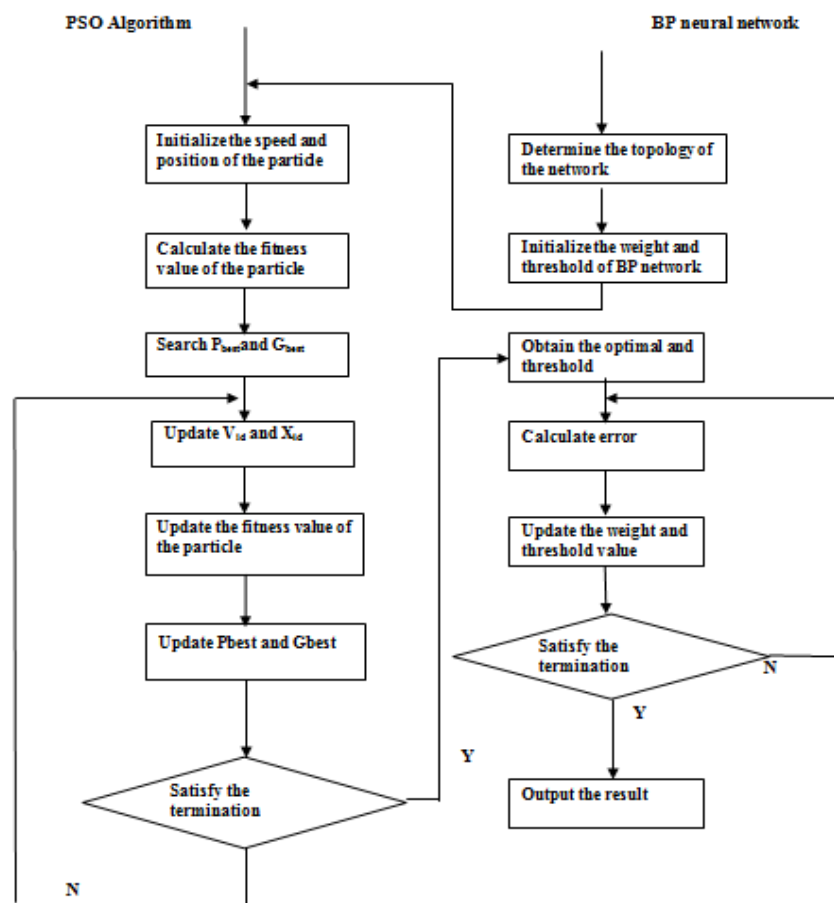 PSO Algorithm
BP neural network
Initialize the speed and
position of the particle
Calculate the fitness
value of the particle
Search Pbest and Gbest
Update Vid and Xid
Update the fitness value of
the particle
Update Pbest and Gbest
Satisfy the
termination
N
Y
Determine the topology of
the network
Initialize the weight and
threshold of BP network
Obtain the optimal and
threshold
Calculate error
Update the weight and
threshold value
Satisfy the
termination
N
Y
Output the result